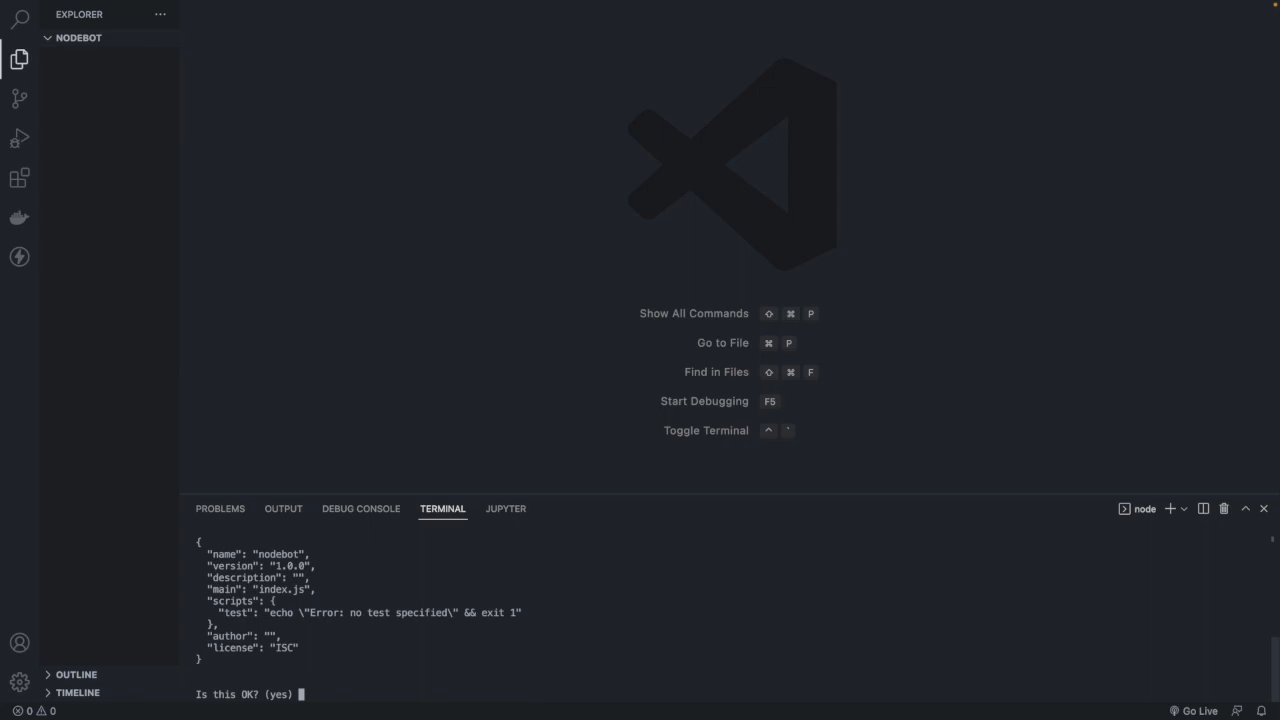 EXPLORER
NODEBOT
Show All Commands ⇧ ⌘ P
Go to File ⌘ P
Find in Files ⇧ ⌘ F
Start Debugging F5
Toggle Terminal ^ `
PROBLEMS OUTPUT DEBUG CONSOLE TERMINAL JUPYTER node
{
"name": "nodebot",
"version": "1.0.0",
"description": "",
"main": "index.js",
"scripts": {
"test": "echo \"Error: no test specified\" && exit 1"
},
"author": "",
"license": "ISC"
}
Is this OK? (yes)
OUTLINE
TIMELINE
0 0 Go Live